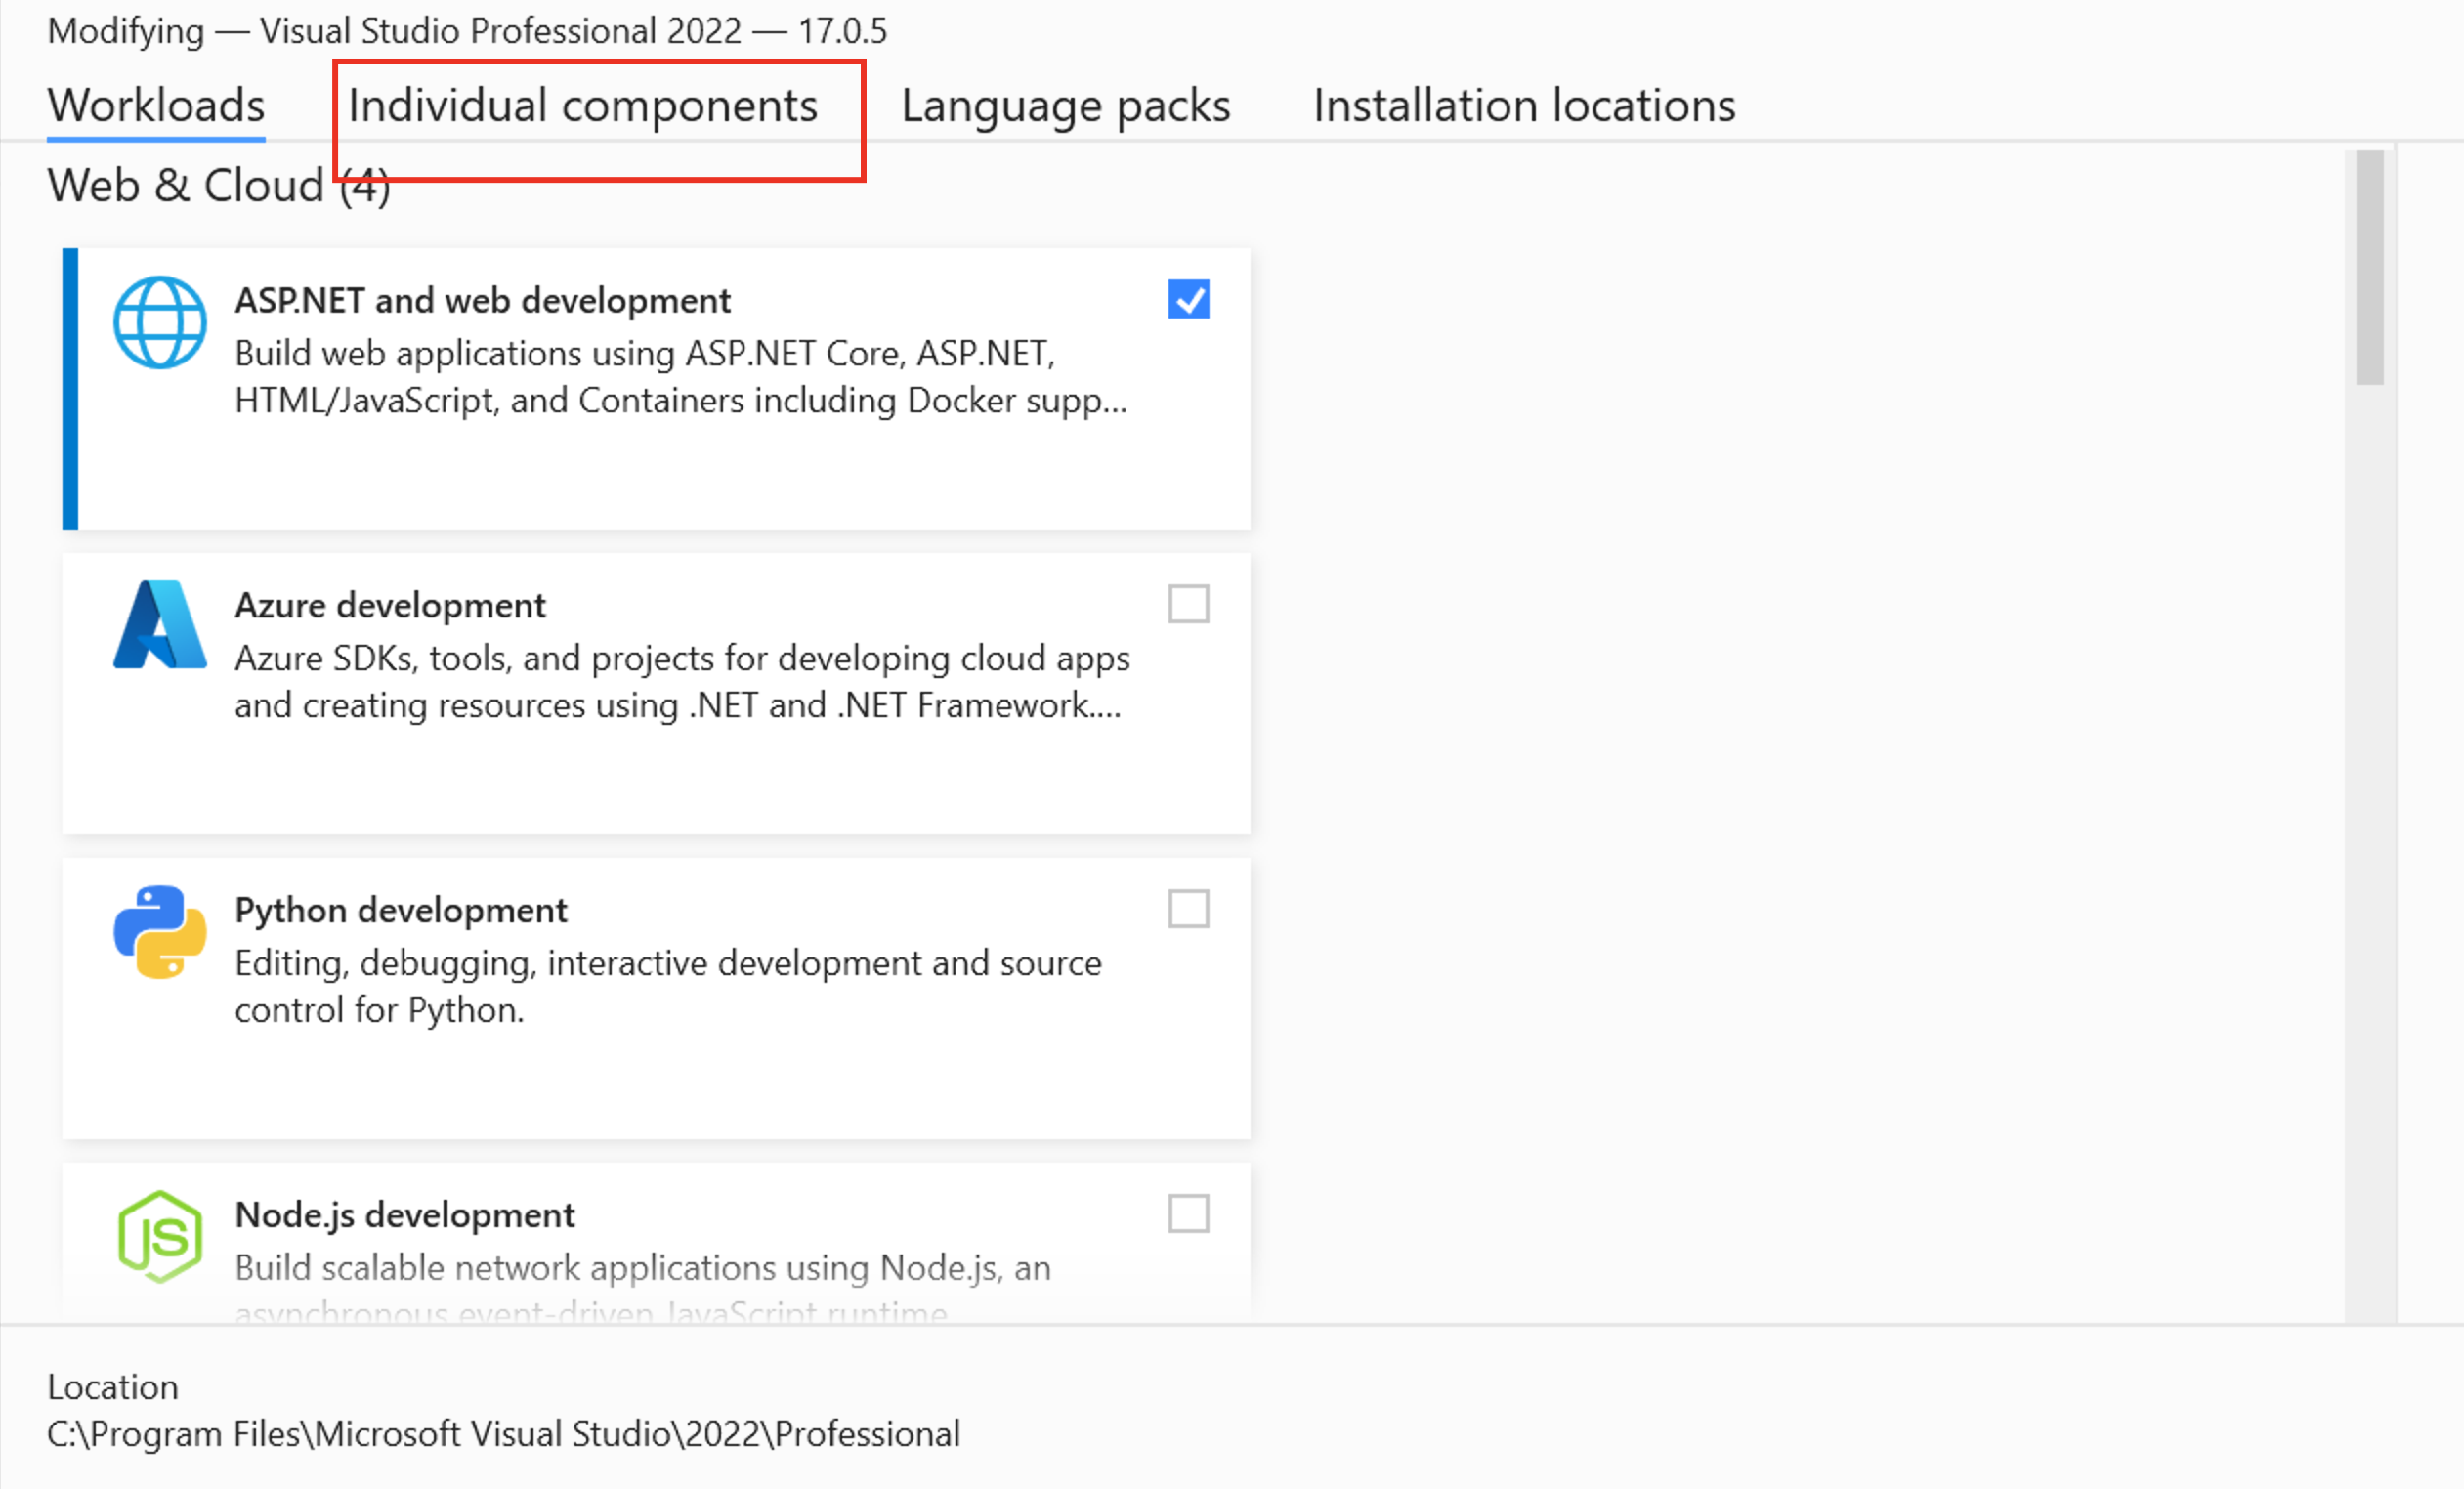 Modifying — Visual Studio Professional 2022 — 17.0.5
Workloads Individual components Language packs Installation locations
Web & Cloud (4)
ASP.NET and web development
Build web applications using ASP.NET Core, ASP.NET,
HTML/JavaScript, and Containers including Docker supp...
Azure development
Azure SDKs, tools, and projects for developing cloud apps
and creating resources using .NET and .NET Framework....
Python development
Editing, debugging, interactive development and source
control for Python.
JS
Node.js development
Build scalable network applications using Node.js, an
asynchronous event-driven JavaScript runtime
Location
C:\Program Files\Microsoft Visual Studio\2022\Professional